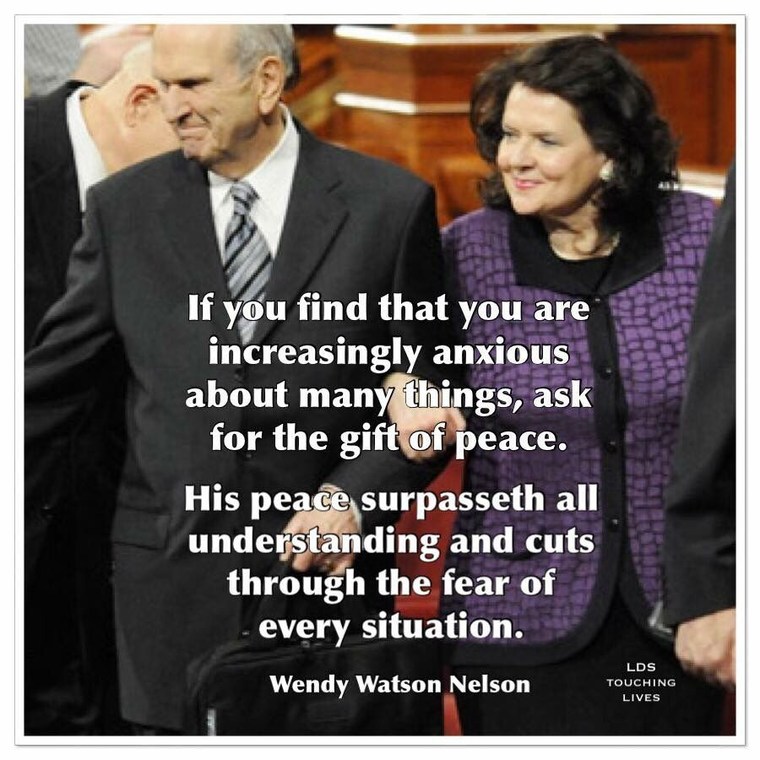 If you find that you are
increasingly anxious
about many things, ask
for the gift of peace.
His peace surpasseth all
understanding and cuts
through the fear of
every situation.
Wendy Watson Nelson
LDS
TOUCHING
LIVES